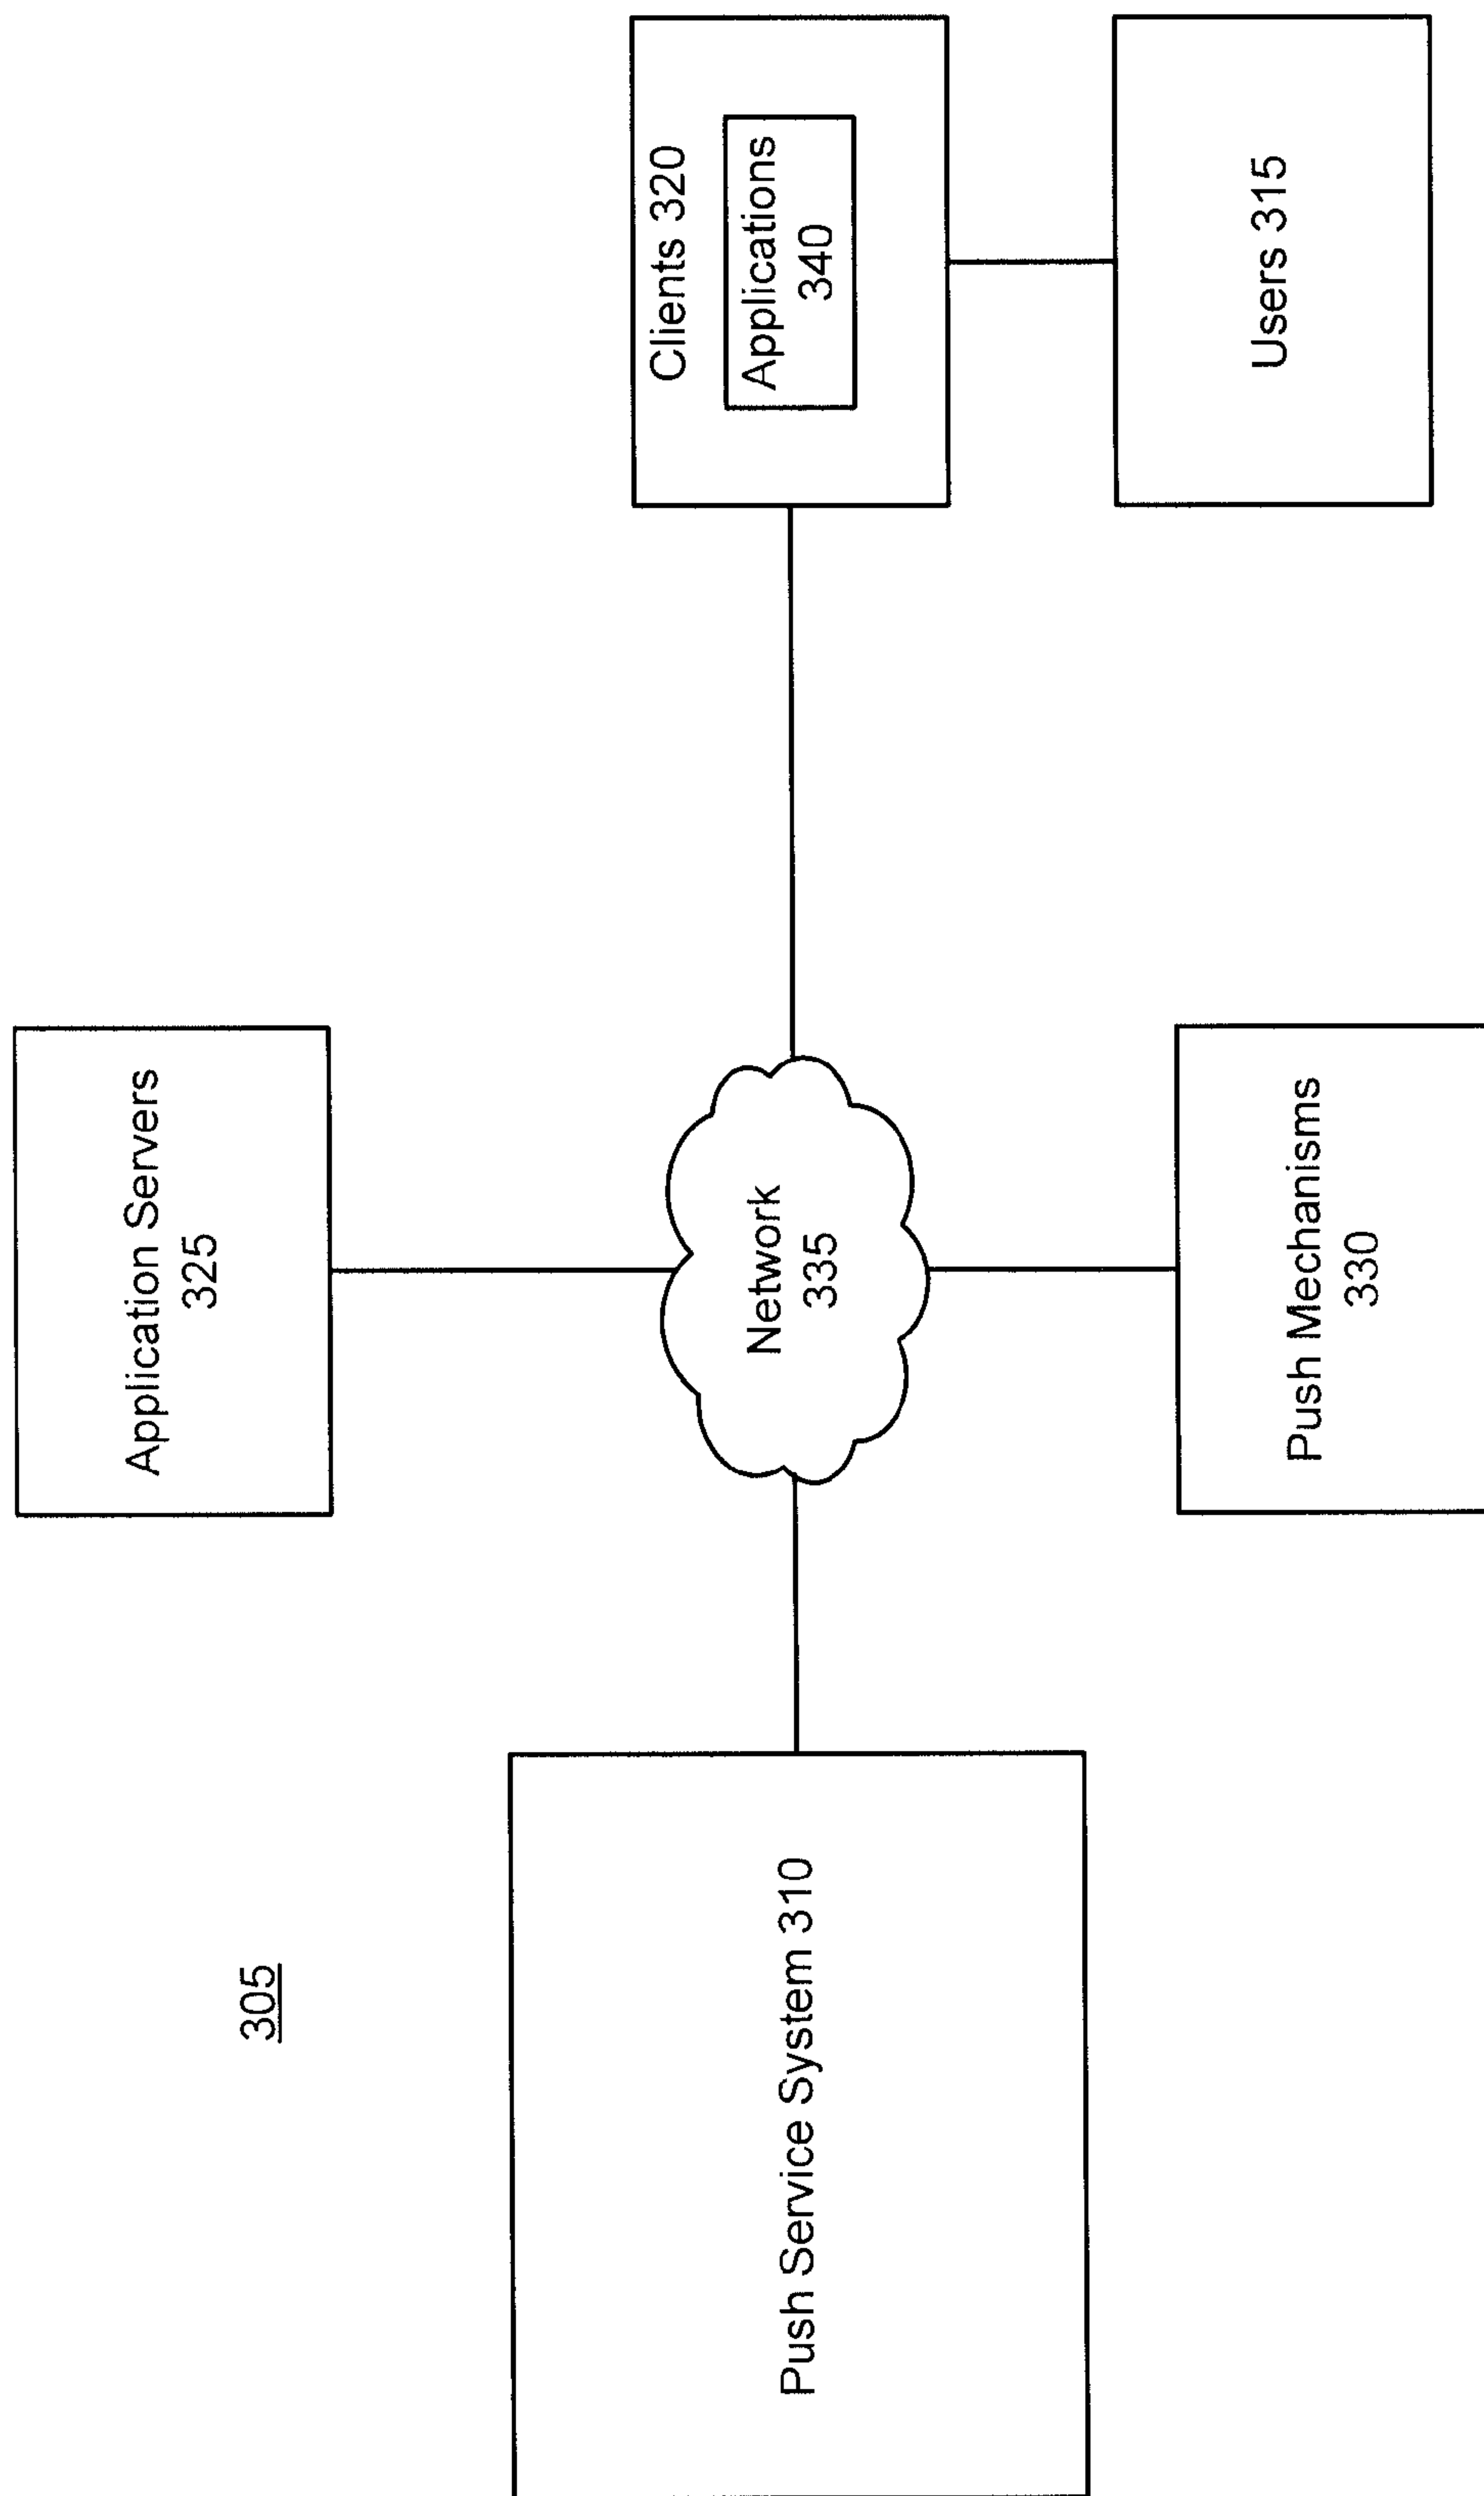 305
Application Servers
325
Push Service System 310
Network
335
Clients 320
Applications
340
Push Mechanisms
330
Users 315